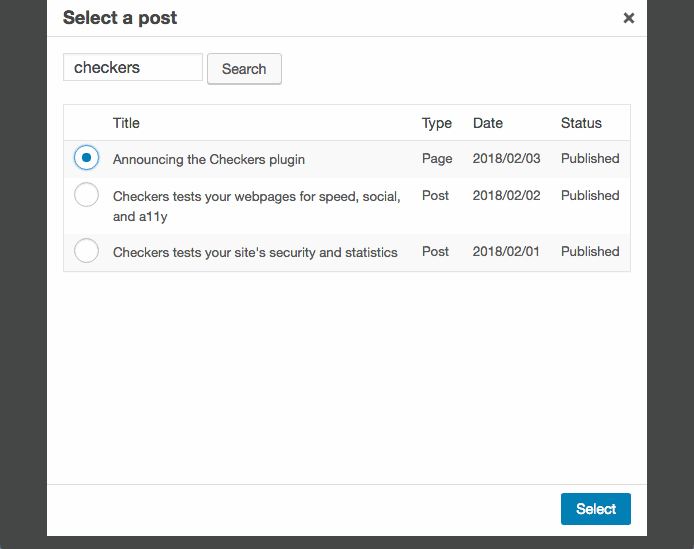 Select a post
×
checkers Search
Title Type Date Status
Announcing the Checkers plugin Page 2018/02/03 Published
Checkers tests your webpages for speed, social, Post 2018/02/02 Published
and a11y
Checkers tests your site's security and statistics Post 2018/02/01 Published
Select